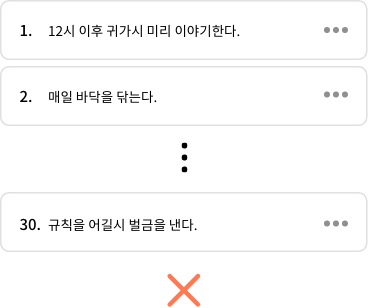 1. 12시 이후 귀가시 미리 이야기한다.
2. 매일 바닥을 닦는다.
30. 규칙을 어길시 벌금을 낸다.